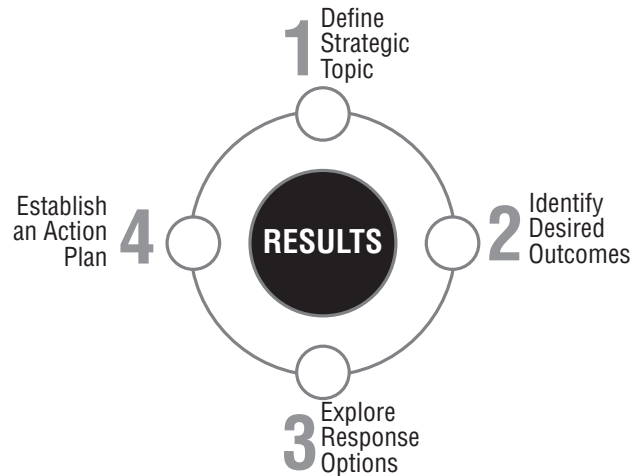 1 Define
Strategic
Topic
Establish
an Action
Plan 4
RESULTS
2 Identify
Desired
Outcomes
3 Explore
Response
Options